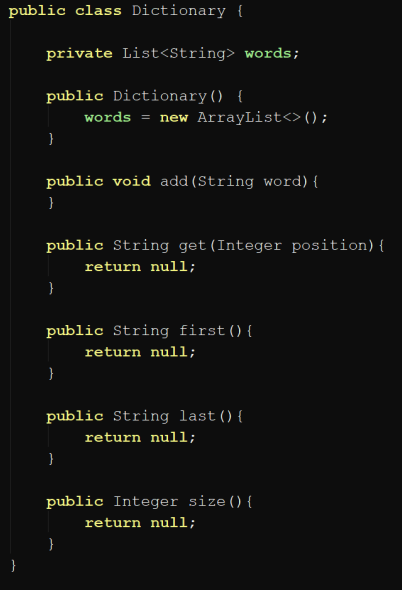 public class Dictionary {
private List<String> words;
public Dictionary() {
words = new ArrayList<>();
}
public void add(String word){
}
public String get(Integer position){
return null;
}
public String first(){
return null;
}
public String last(){
return null;
}
public Integer size(){
return null;
}
}